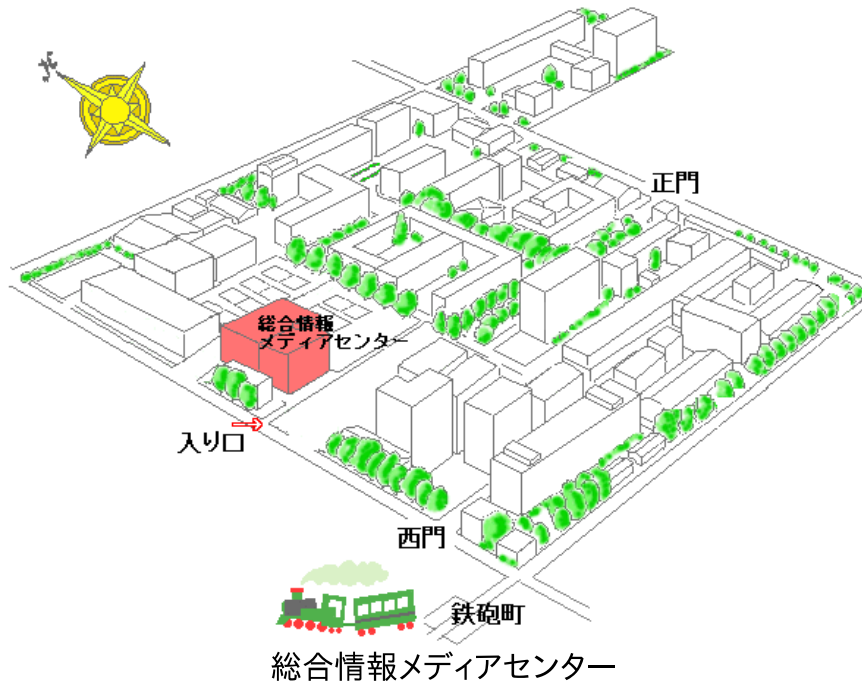 北
正門
総合情報
メディアセンター
入り口
西門
鉄砲町
総合情報メディアセンター